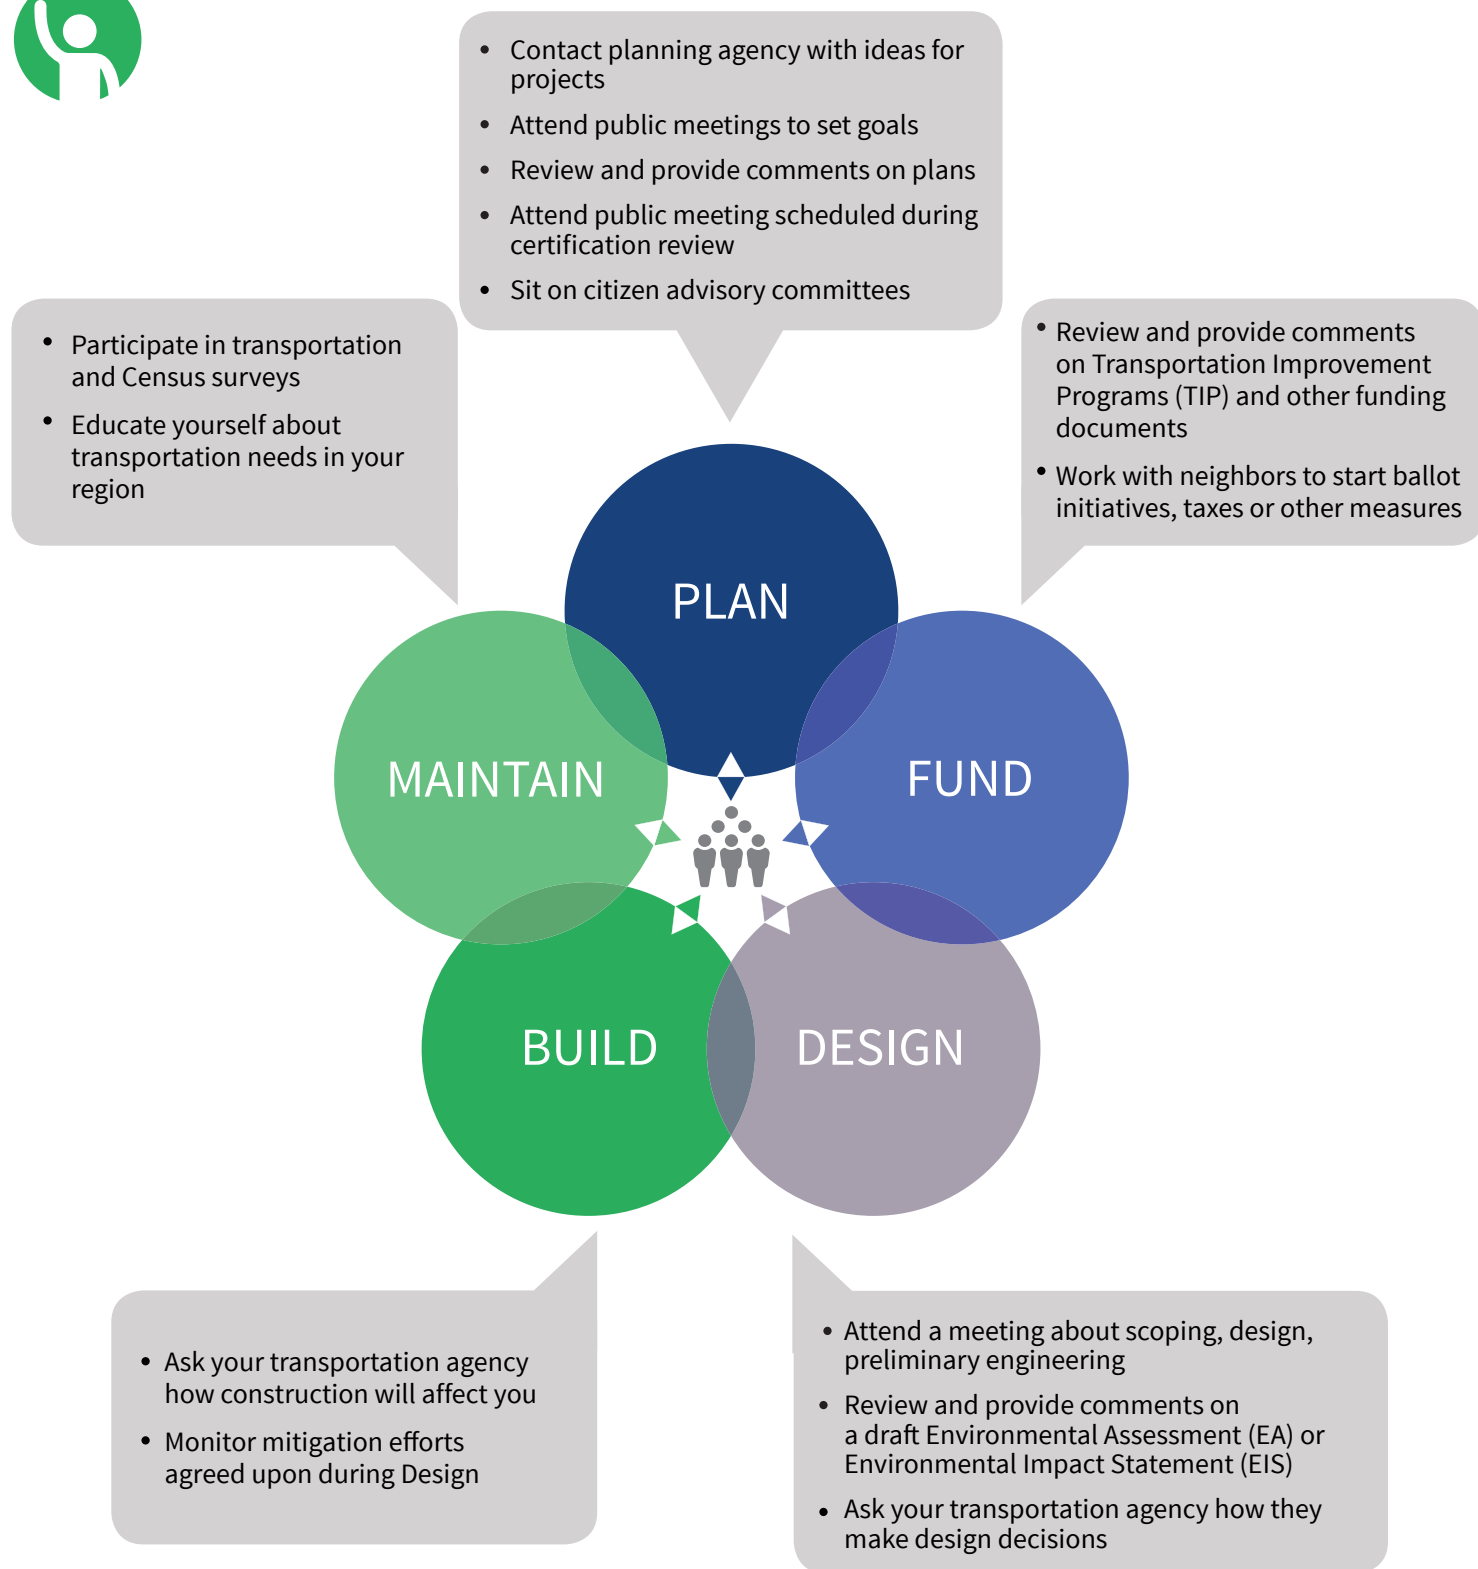 • Contact planning agency with ideas for
projects
• Attend public meetings to set goals
• Review and provide comments on plans
• Attend public meeting scheduled during
certification review
• Sit on citizen advisory committees
• Participate in transportation
and Census surveys
• Educate yourself about
transportation needs in your
region
• Review and provide comments
on Transportation Improvement
Programs (TIP) and other funding
documents
• Work with neighbors to start ballot
initiatives, taxes or other measures
PLAN
MAINTAIN
FUND
BUILD
DESIGN
• Ask your transportation agency
how construction will affect you
• Monitor mitigation efforts
agreed upon during Design
• Attend a meeting about scoping, design,
preliminary engineering
• Review and provide comments on
a draft Environmental Assessment (EA) or
Environmental Impact Statement (EIS)
• Ask your transportation agency how they
make design decisions